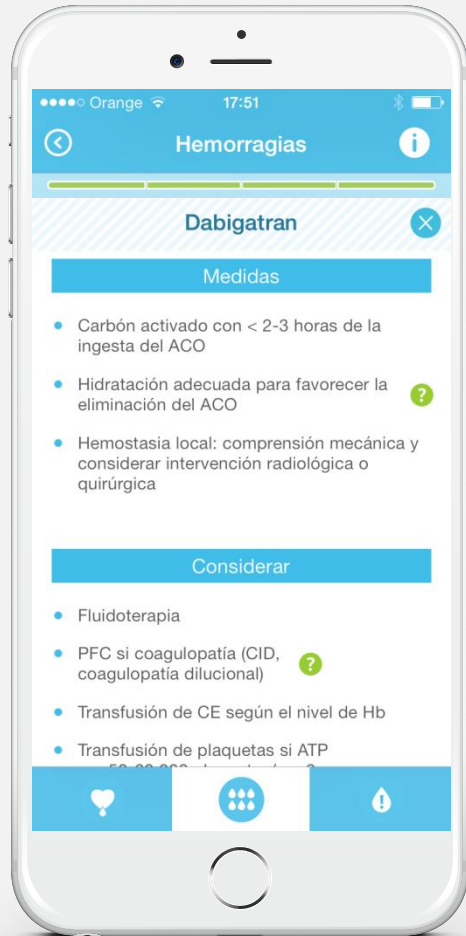 Orange 17:51
Hemorragias
i
Dabigatran
Medidas
Carbón activado con < 2-3 horas de la
ingesta del ACO
Hidratación adecuada para favorecer la
eliminación del ACO
?
Hemostasia local: comprensión mecánica y
considerar intervención radiológica o
quirúrgica
Considerar
Fluidoterapia
PFC si coagulopatía (CID,
coagulopatía dilucional)
?
Transfusión de CE según el nivel de Hb
Transfusión de plaquetas si ATP
!